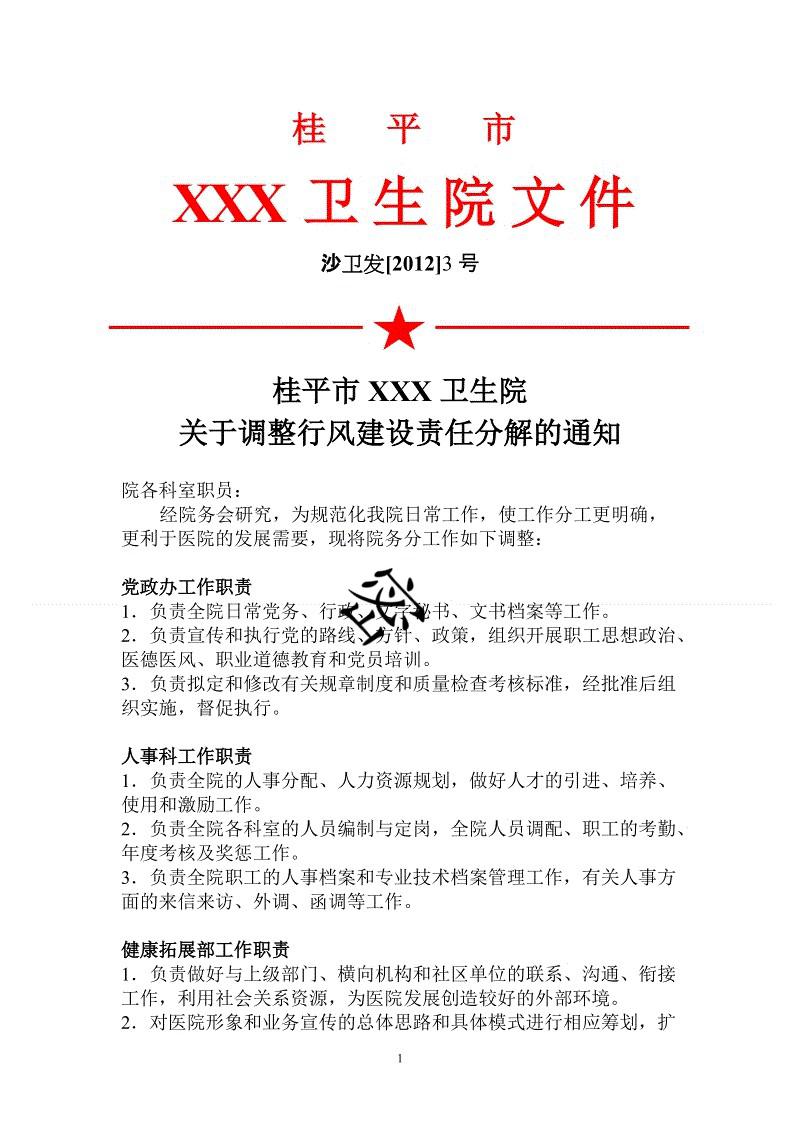 桂 平 市
XXX 卫 生 院 文 件
沙卫发[2012]3 号
桂平市 XXX 卫生院
关于调整行风建设责任分解的通知
院各科室职员：
经院务会研究，为规范化我院日常工作，使工作分工更明确，
更利于医院的发展需要，现将院务分工作如下调整：
党政办工作职责
1．负责全院日常党务、行政、文字秘书、文书档案等工作。
2．负责宣传和执行党的路线、方针、政策，组织开展职工思想政治、
医德医风、职业道德教育和党员培训。
3．负责拟定和修改有关规章制度和质量检查考核标准，经批准后组
织实施，督促执行。
人事科工作职责
1．负责全院的人事分配、人力资源规划，做好人才的引进、培养、
使用和激励工作。
2．负责全院各科室的人员编制与定岗，全院人员调配、职工的考勤、
年度考核及奖惩工作。
3．负责全院职工的人事档案和专业技术档案管理工作，有关人事方
面的来信来访、外调、函调等工作。
健康拓展部工作职责
1．负责做好与上级部门、横向机构和社区单位的联系、沟通、衔接
工作，利用社会关系资源，为医院发展创造较好的外部环境。
2．对医院形象和业务宣传的总体思路和具体模式进行相应筹划，扩
1